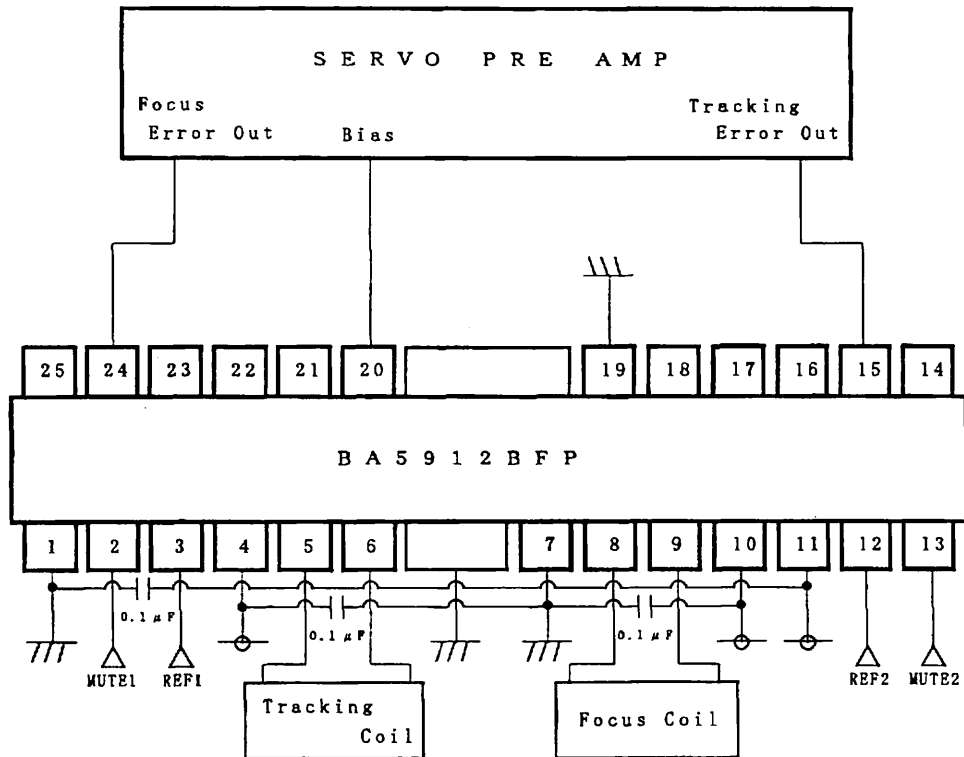 SERVO PRE AMP
Focus
Error Out
Bias
Tracking
Error Out
25 24 23 22 21 20 19 18 17 16 15 14
BA5912BFP
1 2 3 4 5 6 7 8 9 10 11 12 13
0.1μF
0.1μF
0.1μF
MUTE1
REF1
REF2
MUTE2
Tracking
Coil
Focus Coil